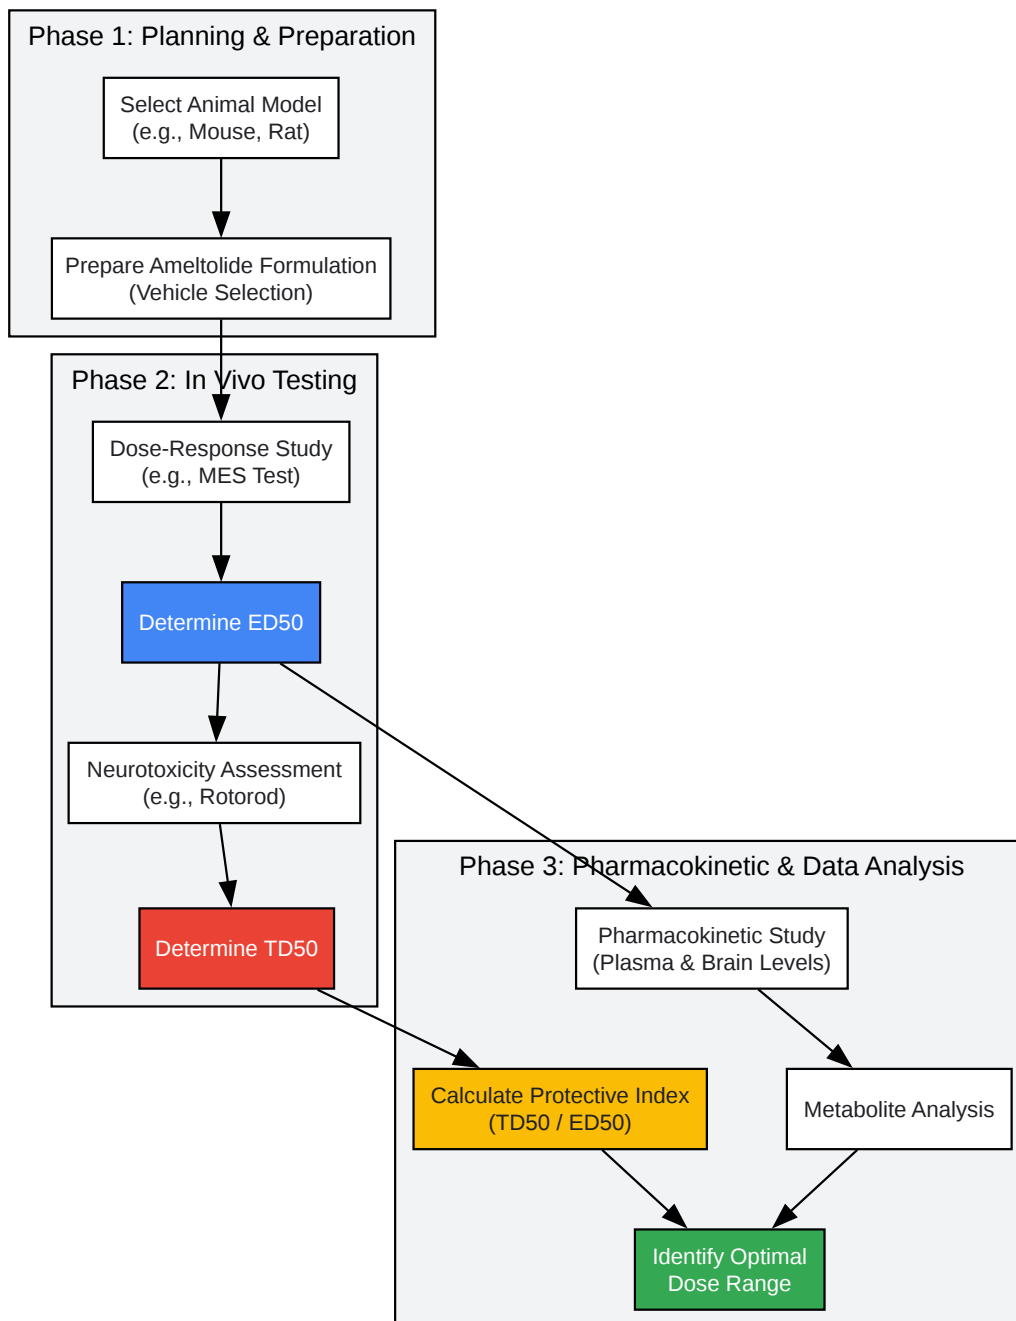 Phase 1: Planning & Preparation
Select Animal Model
(e.g., Mouse, Rat)
Prepare Ameltolide Formulation
(Vehicle Selection)
Phase 2: In Vivo Testing
Dose-Response Study
(e.g., MES Test)
Determine ED50
Neurotoxicity Assessment
(e.g., Rotorod)
Determine TD50
Phase 3: Pharmacokinetic & Data Analysis
Pharmacokinetic Study
(Plasma & Brain Levels)
Calculate Protective Index
(TD50 / ED50)
Metabolite Analysis
Identify Optimal
Dose Range